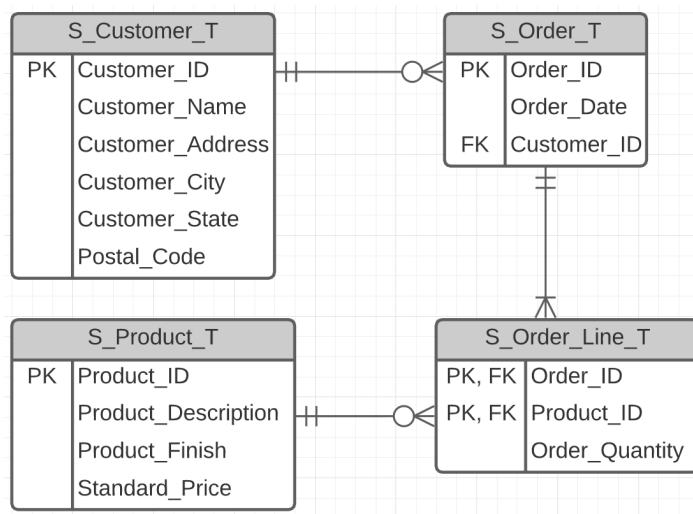 S_Customer_T
PK Customer_ID
Customer_Name
Customer_Address
Customer_City
Customer_State
Postal_Code
S_Order_T
PK Order_ID
Order_Date
FK Customer_ID
S_Product_T
PK Product_ID
Product_Description
Product_Finish
Standard_Price
S_Order_Line_T
PK, FK Order_ID
PK, FK Product_ID
Order_Quantity